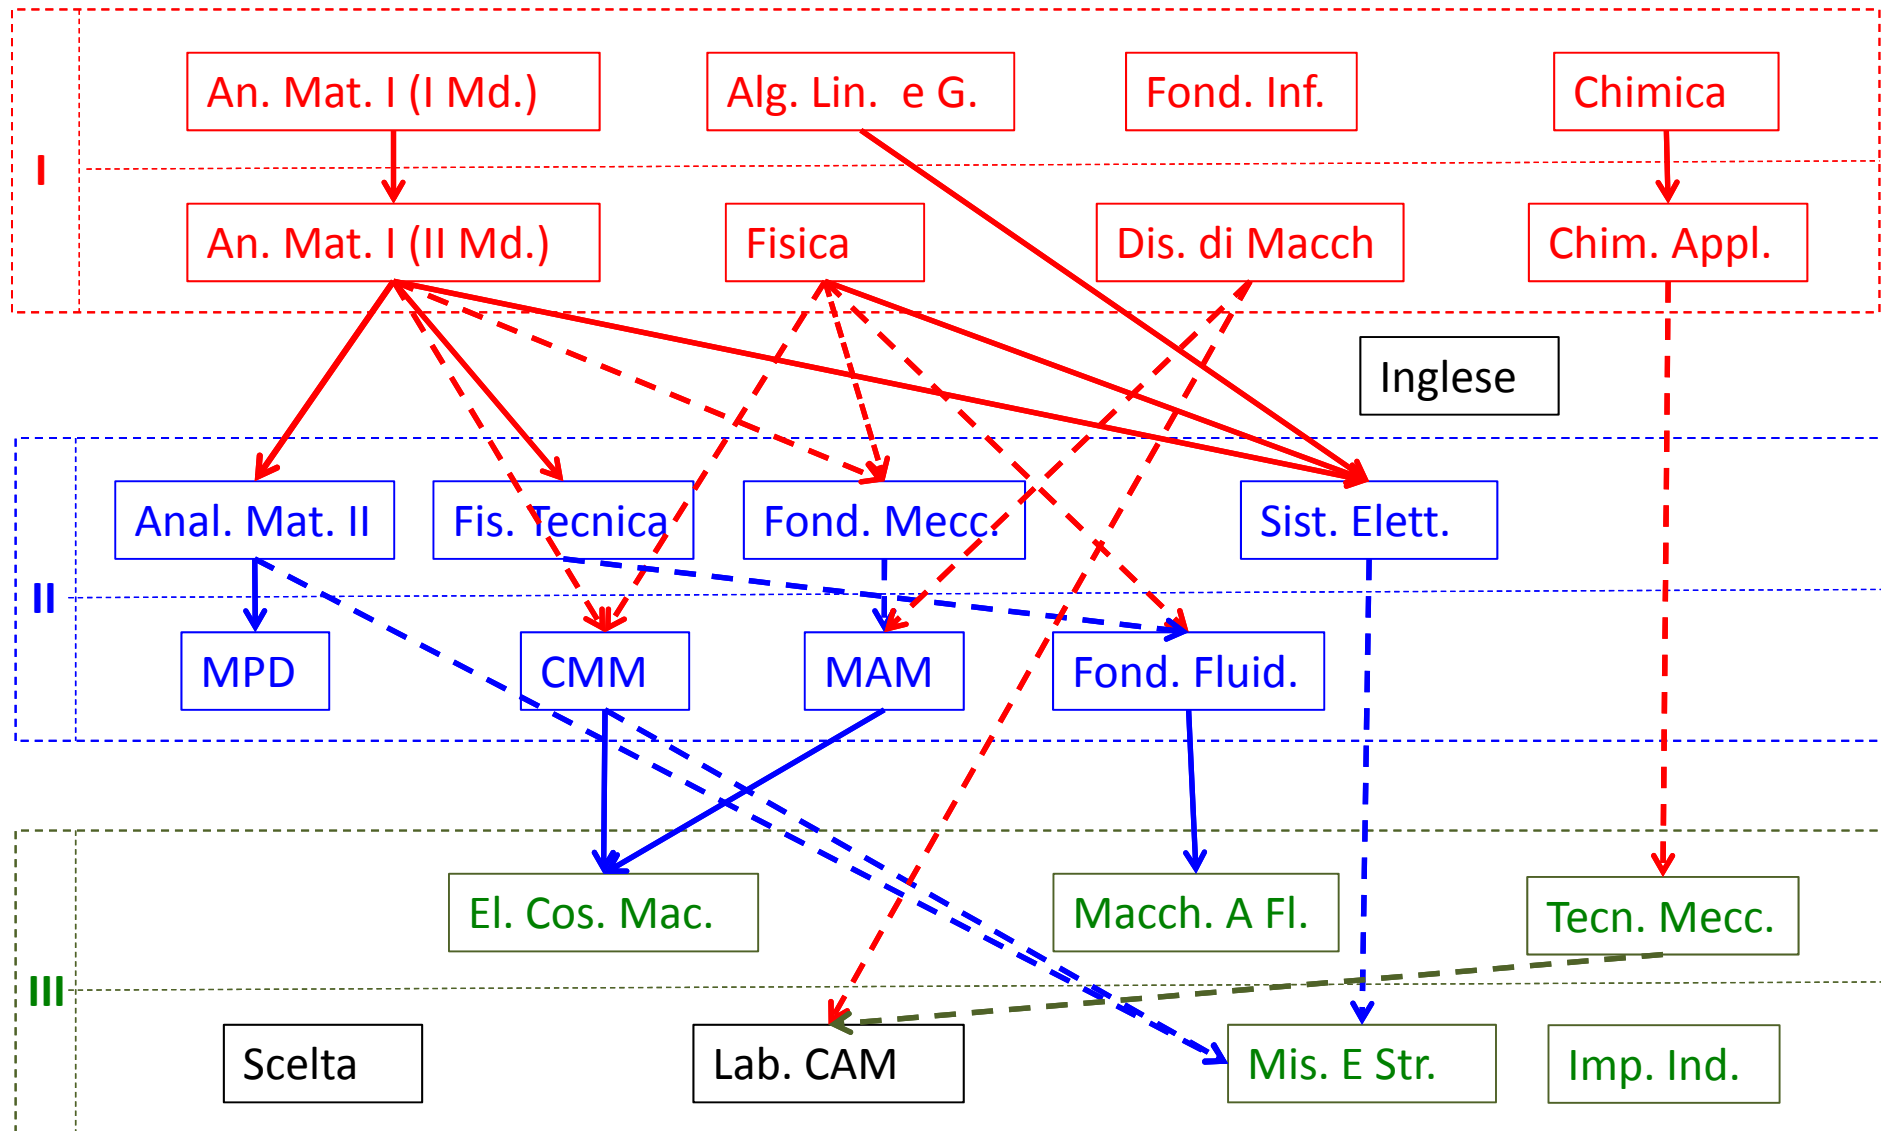 An. Mat. I (I Md.)
Alg. Lin. e G.
Fond. Inf.
Chimica
I
An. Mat. I (II Md.)
Fisica
Dis. di Macch
Chim. Appl.
Inglese
Anal. Mat. II
Fis. Tecnica
Fond. Mecc.
Sist. Elett.
II
MPD
CMM
MAM
Fond. Fluid.
El. Cos. Mac.
Macch. A Fl.
Tecn. Mecc.
III
Scelta
Lab. CAM
Mis. E Str.
Imp. Ind.